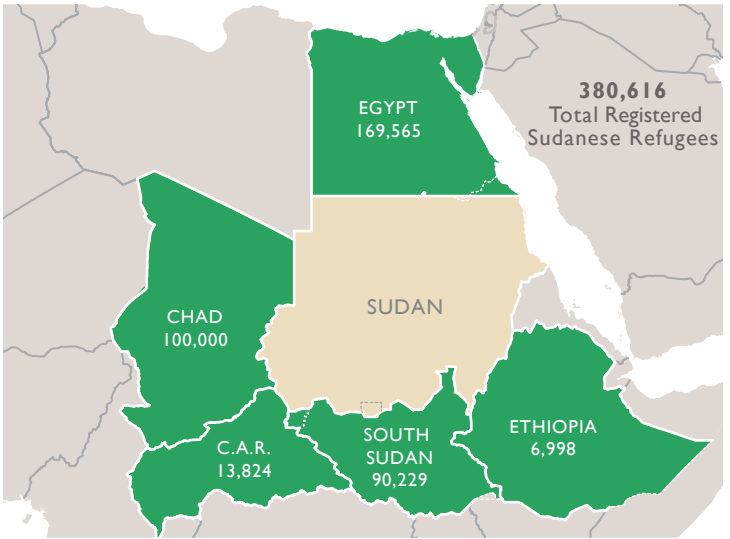 EGYPT
169,565
380,616
Total Registered
Sudanese Refugees
SUDAN
CHAD
100,000
C.A.R.
13,824
SOUTH
SUDAN
90,229
ETHIOPIA
6,998